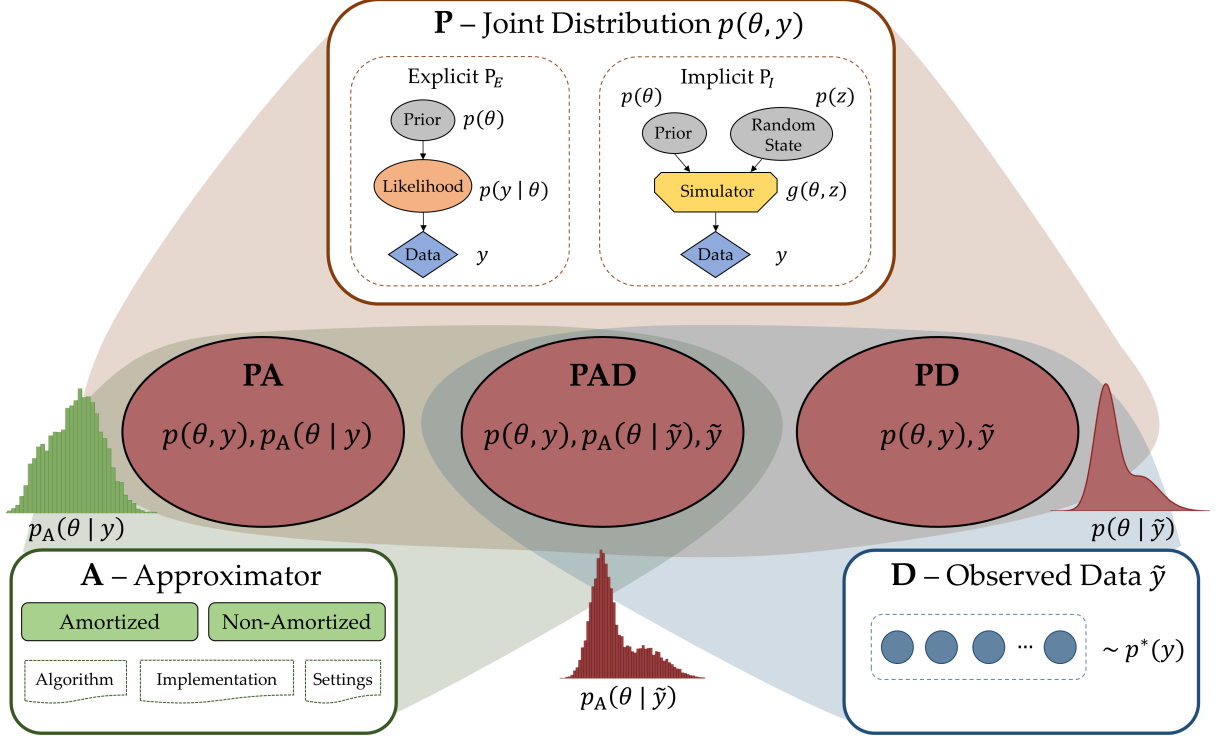 P – Joint Distribution p(θ, y)
Explicit P_E
Prior p(θ)
Likelihood p(y | θ)
Data y
Implicit P_I
p(θ) p(z)
Prior
Random
State
Simulator g(θ, z)
Data y
PA
p(θ, y), p_A(θ | y)
PAD
p(θ, y), p_A(θ | ỹ), ỹ
PD
p(θ, y), ỹ
p_A(θ | y)
p(θ | ỹ)
A – Approximator
Amortized
Non-Amortized
Algorithm
Implementation
Settings
p_A(θ | ỹ)
D – Observed Data ỹ
... ~ p*(y)